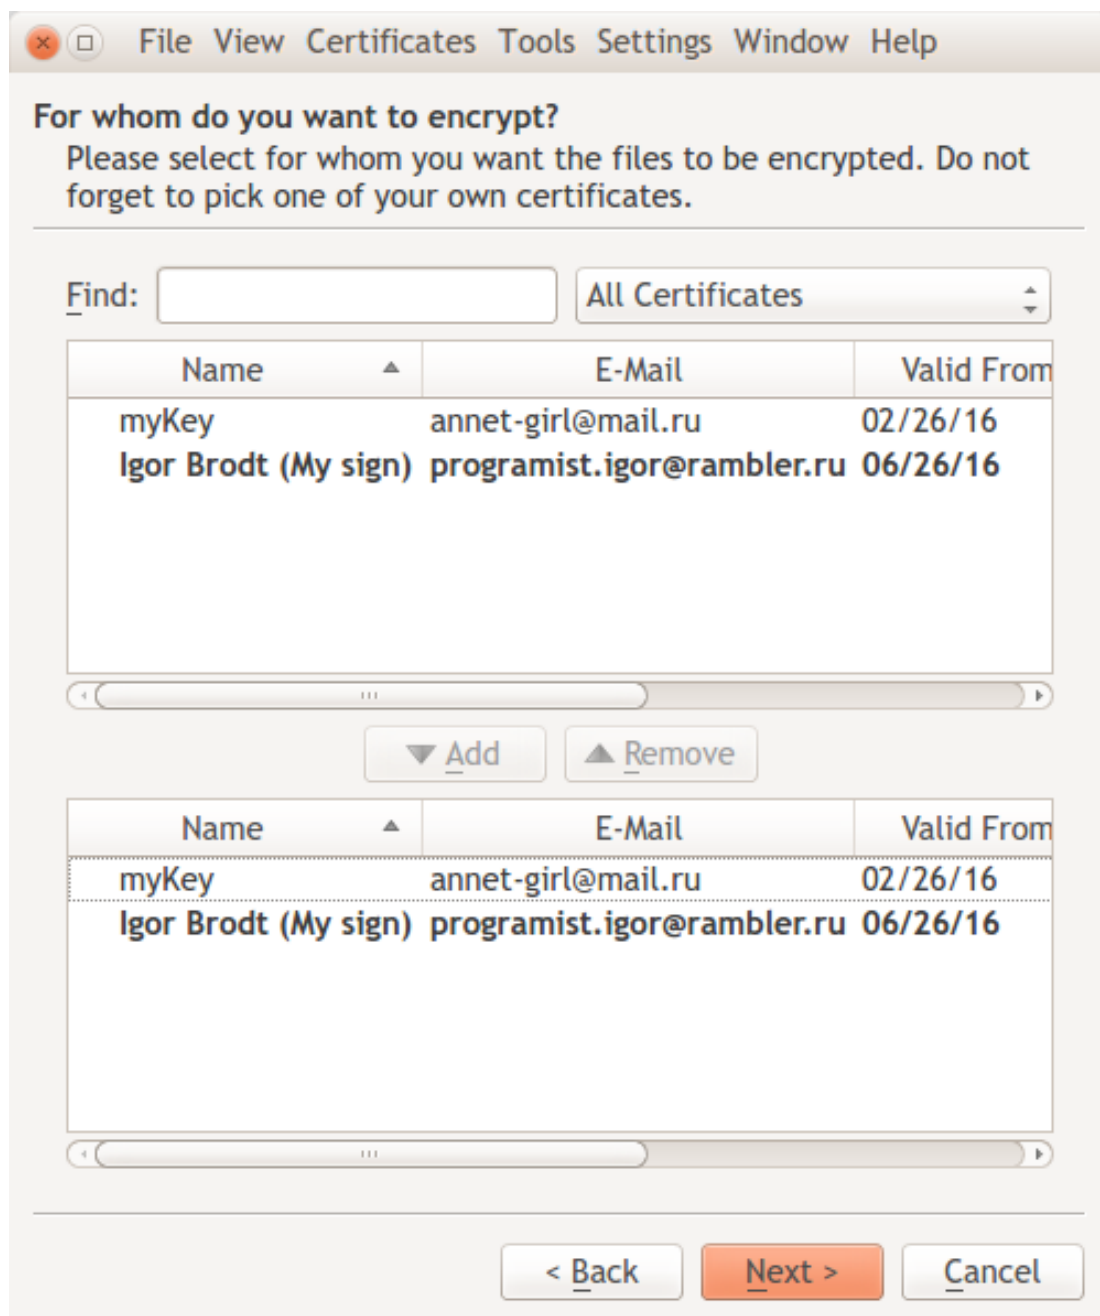 File View Certificates Tools Settings Window Help
For whom do you want to encrypt?
Please select for whom you want the files to be encrypted. Do not
forget to pick one of your own certificates.
Find: All Certificates
Name E-Mail Valid From
myKey annet-girl@mail.ru 02/26/16
Igor Brodt (My sign) programist.igor@rambler.ru 06/26/16
Add Remove
Name E-Mail Valid From
myKey annet-girl@mail.ru 02/26/16
Igor Brodt (My sign) programist.igor@rambler.ru 06/26/16
< Back Next > Cancel